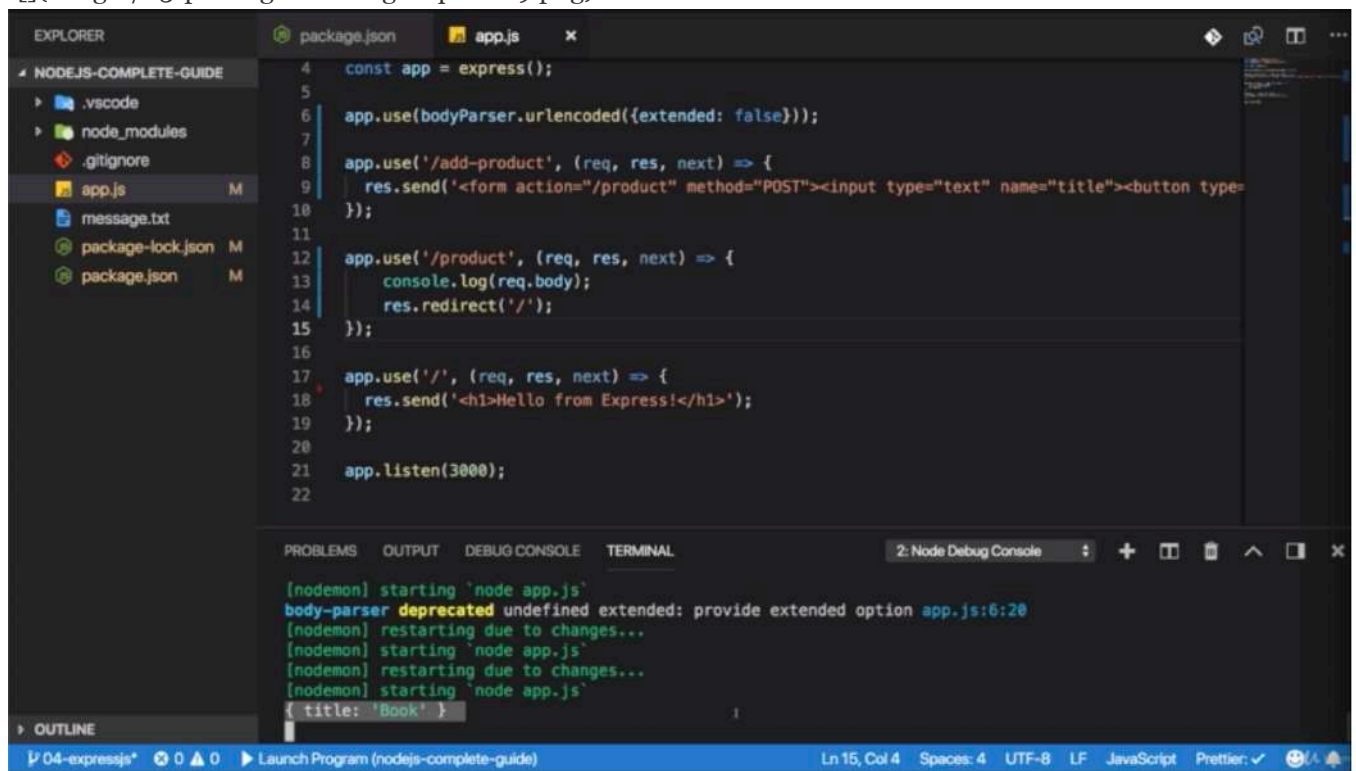 EXPLORER
package.json
app.js ×
NODEJS-COMPLETE-GUIDE
.vscode
node_modules
.gitignore
app.js M
message.txt
package-lock.json M
package.json M
OUTLINE
4 const app = express();
5
6 app.use(bodyParser.urlencoded({extended: false}));
7
8 app.use('/add-product', (req, res, next) => {
9 res.send('<form action="/product" method="POST"><input type="text" name="title"><button type=
10 });
11
12 app.use('/product', (req, res, next) => {
13 console.log(req.body);
14 res.redirect('/');
15 });
16
17 app.use('/', (req, res, next) => {
18 res.send('<h1>Hello from Express!</h1>');
19 });
20
21 app.listen(3000);
22
PROBLEMS OUTPUT DEBUG CONSOLE TERMINAL 2: Node Debug Console
[nodemon] starting `node app.js`
body-parser deprecated undefined extended: provide extended option app.js:6:20
[nodemon] restarting due to changes...
[nodemon] starting `node app.js`
[nodemon] restarting due to changes...
[nodemon] starting `node app.js`
{ title: 'Book' }
04-expressjs* 0 0 Launch Program (nodejs-complete-guide) Ln 15, Col 4 Spaces: 4 UTF-8 LF JavaScript Prettier: ✓